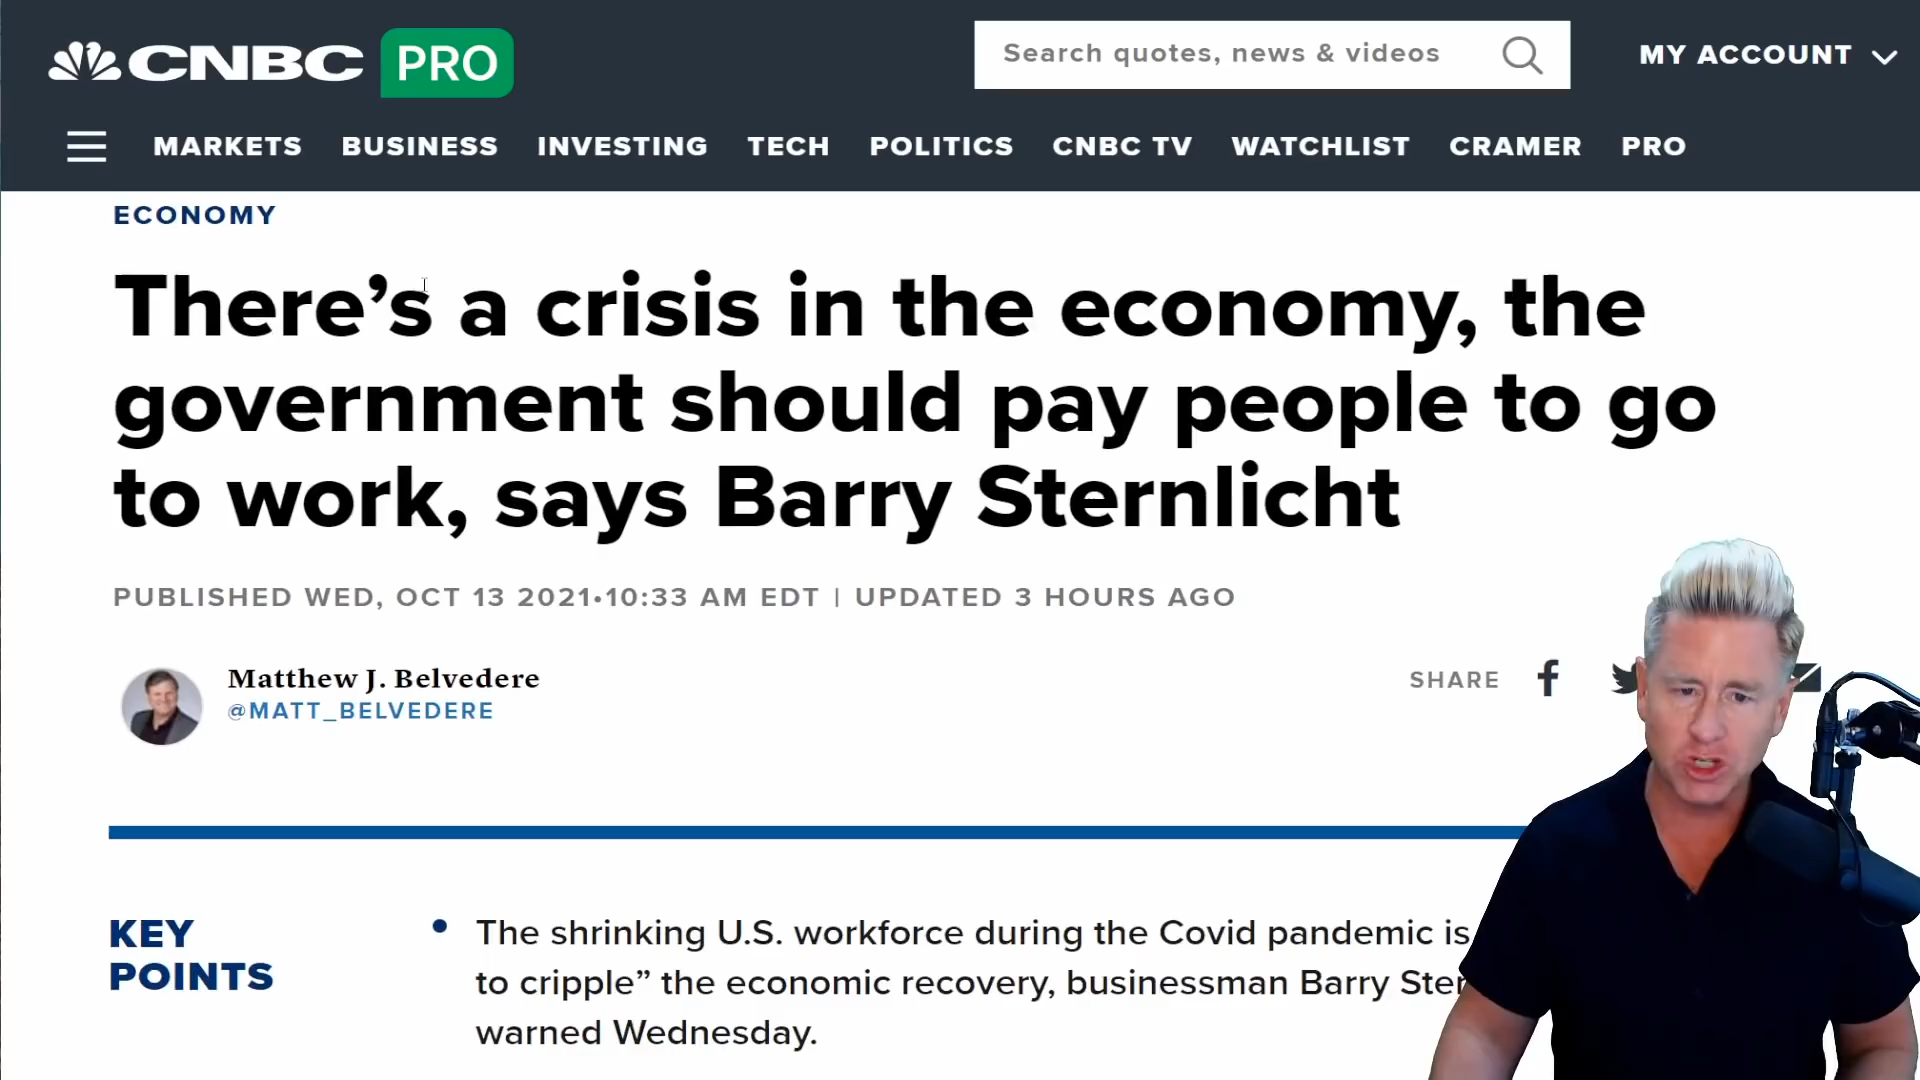 CNBC PRO
Search quotes, news & videos
MY ACCOUNT
MARKETS BUSINESS INVESTING TECH POLITICS CNBC TV WATCHLIST CRAMER PRO
ECONOMY
There’s a crisis in the economy, the
government should pay people to go
to work, says Barry Sternlicht
PUBLISHED WED, OCT 13 2021•10:33 AM EDT | UPDATED 3 HOURS AGO
Matthew J. Belvedere
@MATT_BELVEDERE
SHARE
KEY
POINTS
• The shrinking U.S. workforce during the Covid pandemic is
to cripple” the economic recovery, businessman Barry Ster
warned Wednesday.